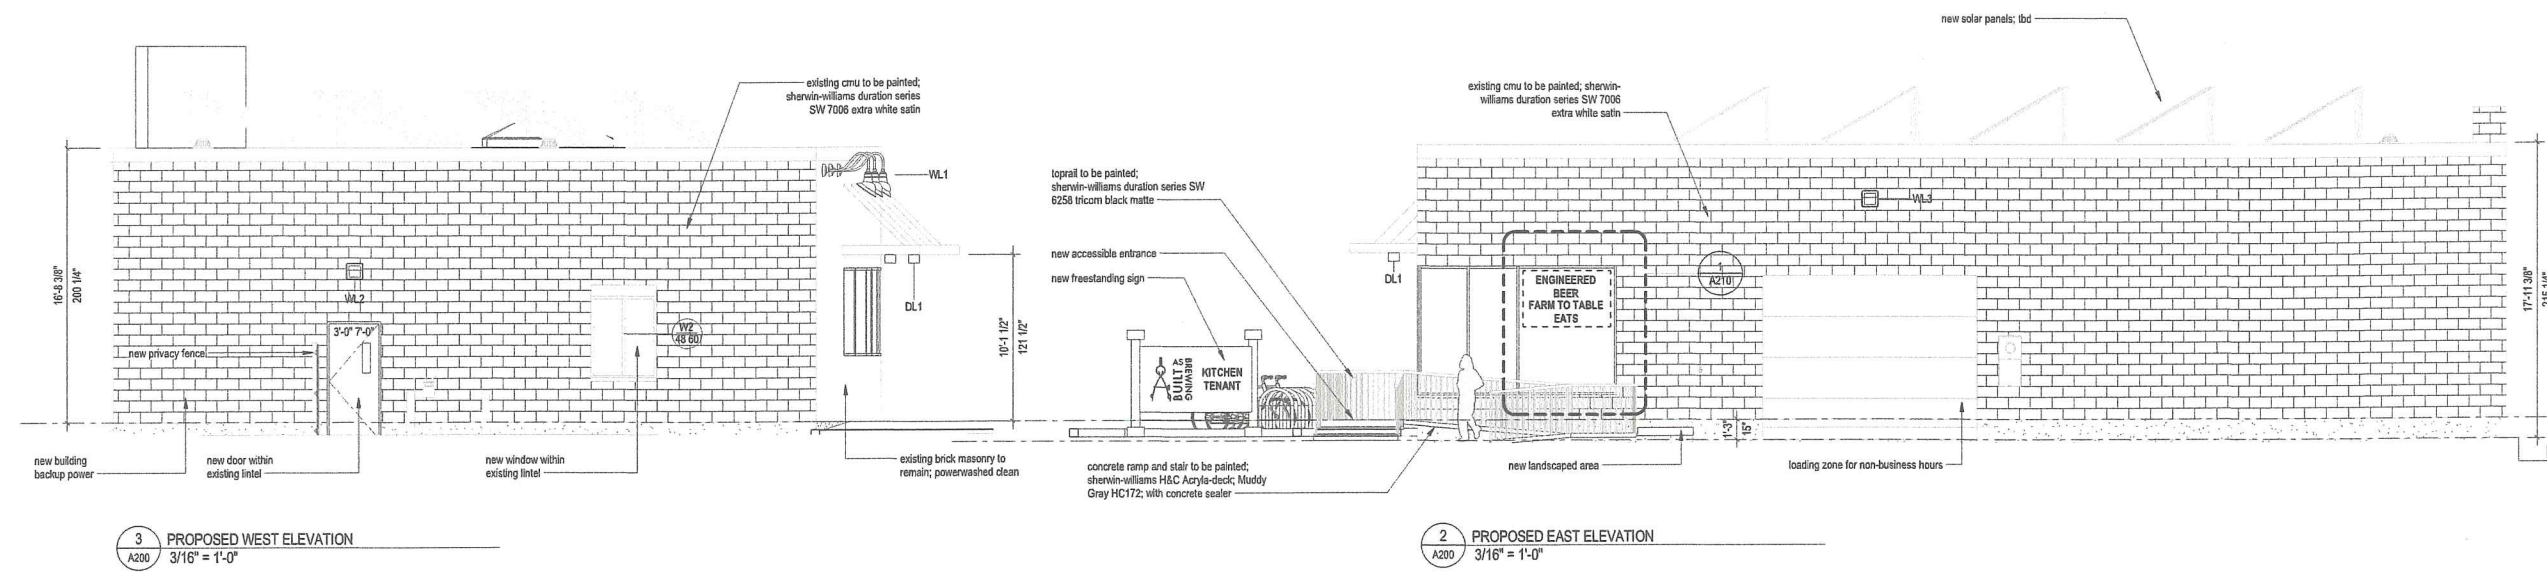 new solar panels; tbd
existing cmu to be painted;
sherwin-williams duration series
SW 7006 extra white satin
existing cmu to be painted; sherwin-
williams duration series SW 7006
extra white satin
WL1
toprail to be painted;
sherwin-williams duration series SW
6258 tricorn black matte
WL3
16'-8 3/8"
200 1/4"
WL2
3'-0" 7'-0"
new privacy fence
W2
48 60
DL1
10'-1 1/2"
121 1/2"
new accessible entrance
new freestanding sign
AS
BUILT
BREWING
KITCHEN
TENANT
DL1
ENGINEERED
BEER
FARM TO TABLE
EATS
1
A210
17'-11 3/8"
1'-3"
15"
new building
backup power
new door within
existing lintel
new window within
existing lintel
existing brick masonry to
remain; powerwashed clean
concrete ramp and stair to be painted;
sherwin-williams H&C Acryla-deck; Muddy
Gray HC172; with concrete sealer
new landscaped area
loading zone for non-business hours
3
A200
PROPOSED WEST ELEVATION
3/16" = 1'-0"
2
A200
PROPOSED EAST ELEVATION
3/16" = 1'-0"